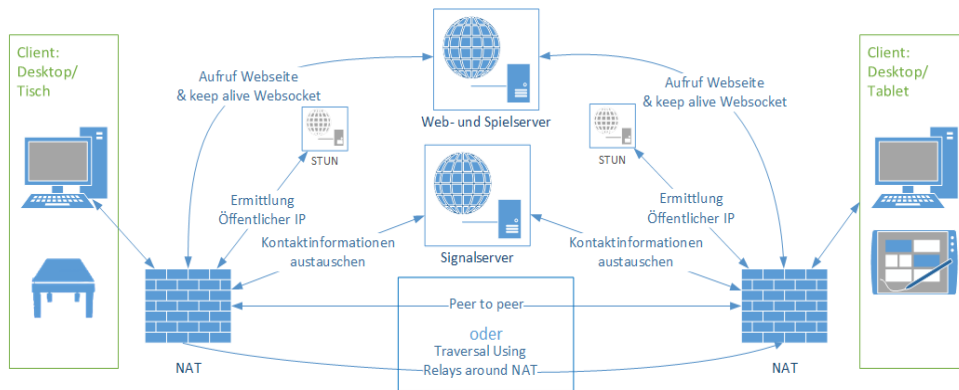 Client:
Desktop/
Tisch
Aufruf Webseite
& keep alive Websocket
Web- und Spielserver
Aufruf Webseite
& keep alive Websocket
Client:
Desktop/
Tablet
STUN
STUN
Ermittlung
Öffentlicher IP
Ermittlung
Öffentlicher IP
Kontaktinformationen
austauschen
Signalserver
Kontaktinformationen
austauschen
Peer to peer
oder
Traversal Using
Relays around NAT
NAT
NAT